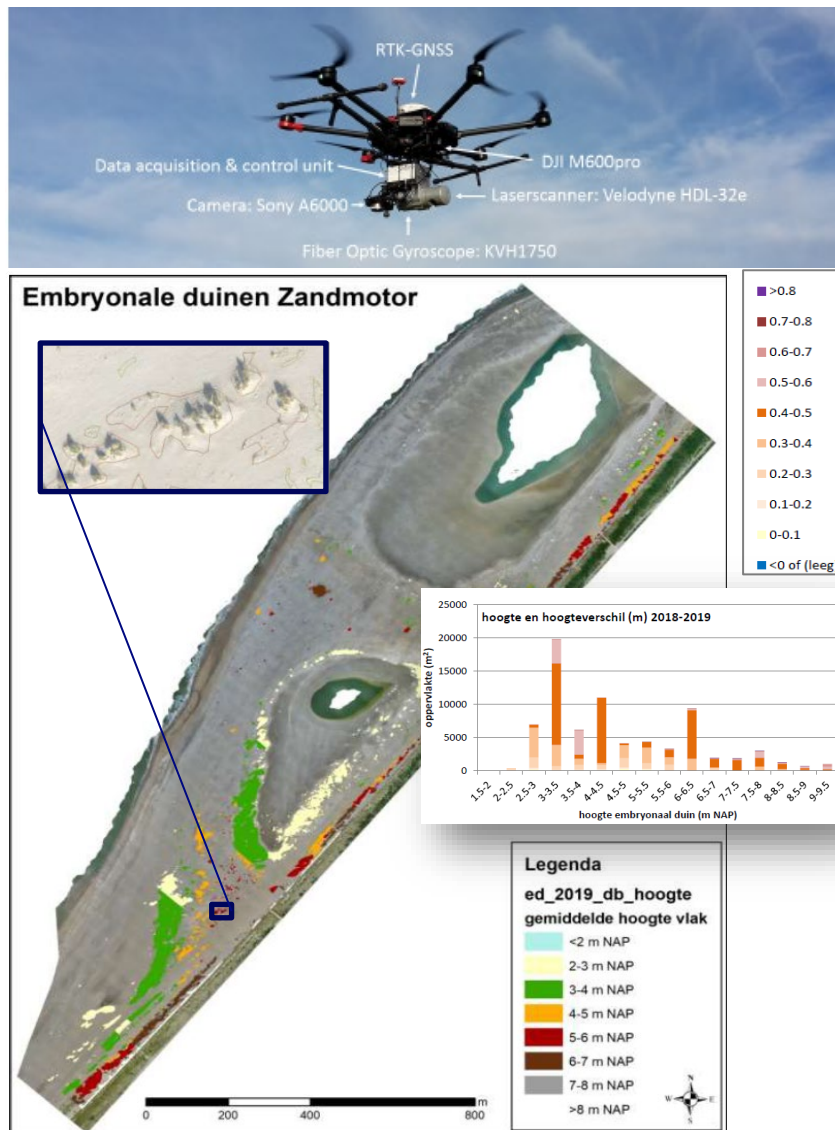 RTK-GNSS
Data acquisition & control unit
DJI M600pro
Camera: Sony A6000
Laserscanner: Velodyne HDL-32e
Fiber Optic Gyroscope: KVH1750
Embryonale duinen Zandmotor
>0.8
0.7-0.8
0.6-0.7
0.5-0.6
0.4-0.5
0.3-0.4
0.2-0.3
0.1-0.2
0-0.1
<0 of (leeg
hoogte en hoogteverschil (m) 2018-2019
oppervlakte (m²)
25000
20000
15000
10000
5000
0
1.5-2
2-2.5
2.5-3
3-3.5
3.5-4
4-4.5
4.5-5
5-5.5
5.5-6
6-6.5
6.5-7
7-7.5
7.5-8
8-8.5
8.5-9
9-9.5
hoogte embryonaal duin (m NAP)
Legenda
ed_2019_db_hoogte
gemiddelde hoogte vlak
<2 m NAP
2-3 m NAP
3-4 m NAP
4-5 m NAP
5-6 m NAP
6-7 m NAP
7-8 m NAP
>8 m NAP
N
W
E
S
m
0
200
400
800